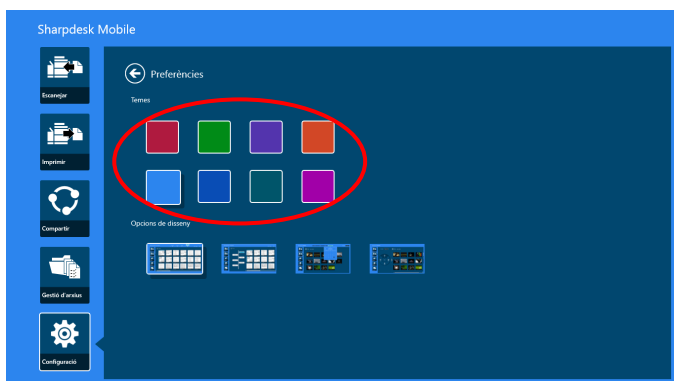 Sharpdesk Mobile
Escanejar
Imprimir
Compartir
Gestió d'arxius
Configuració
Preferències
Temes
Opcions de disseny